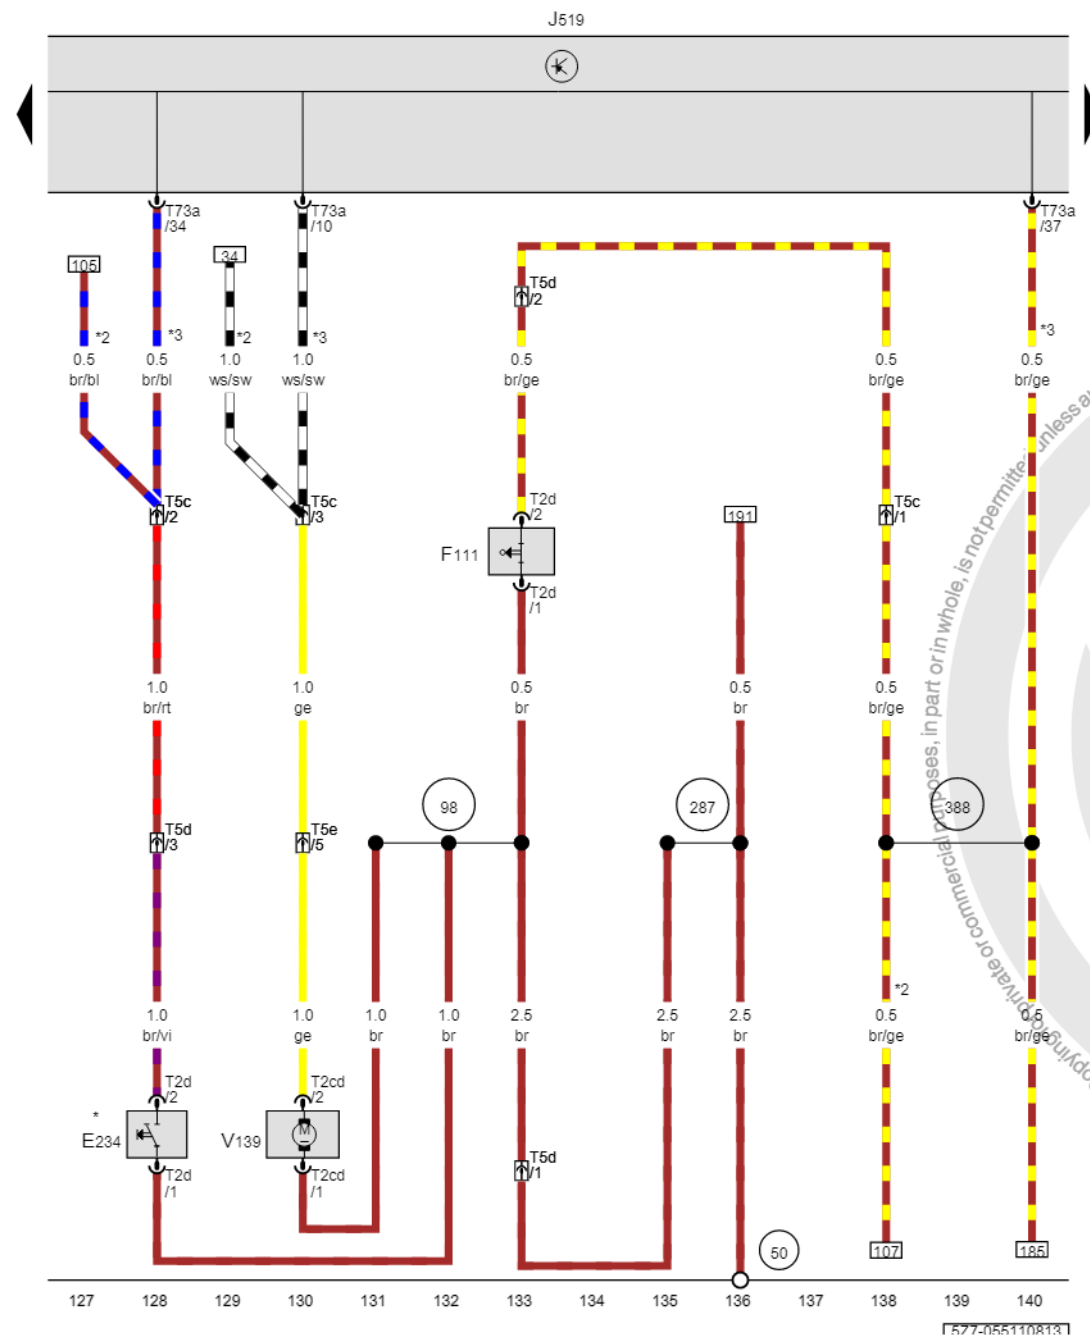 J519
T73a
/34
T73a
/10
T73a
/37
105
34
T5d
/2
*2
*3
*2
*3
*3
0.5
br/bl
0.5
br/bl
1.0
ws/sw
1.0
ws/sw
0.5
br/ge
0.5
br/ge
0.5
br/ge
T5c
/2
T5c
/3
T2d
/2
191
T5c
/1
F111
T2d
/1
1.0
br/rt
1.0
ge
0.5
br
0.5
br
0.5
br/ge
98
287
388
T5d
/3
T5e
/5
*2
1.0
br/vi
1.0
ge
1.0
br
1.0
br
2.5
br
2.5
br
2.5
br
0.5
br/ge
0.5
br/ge
T2d
/2
T2cd
/2
*
E234
V139
M
T2d
/1
T2cd
/1
T5d
/1
50
107
185
127 128 129 130 131 132 133 134 135 136 137 138 139 140
577-055110813
copying for private or commercial purposes, in part or in whole, is not permitted unless